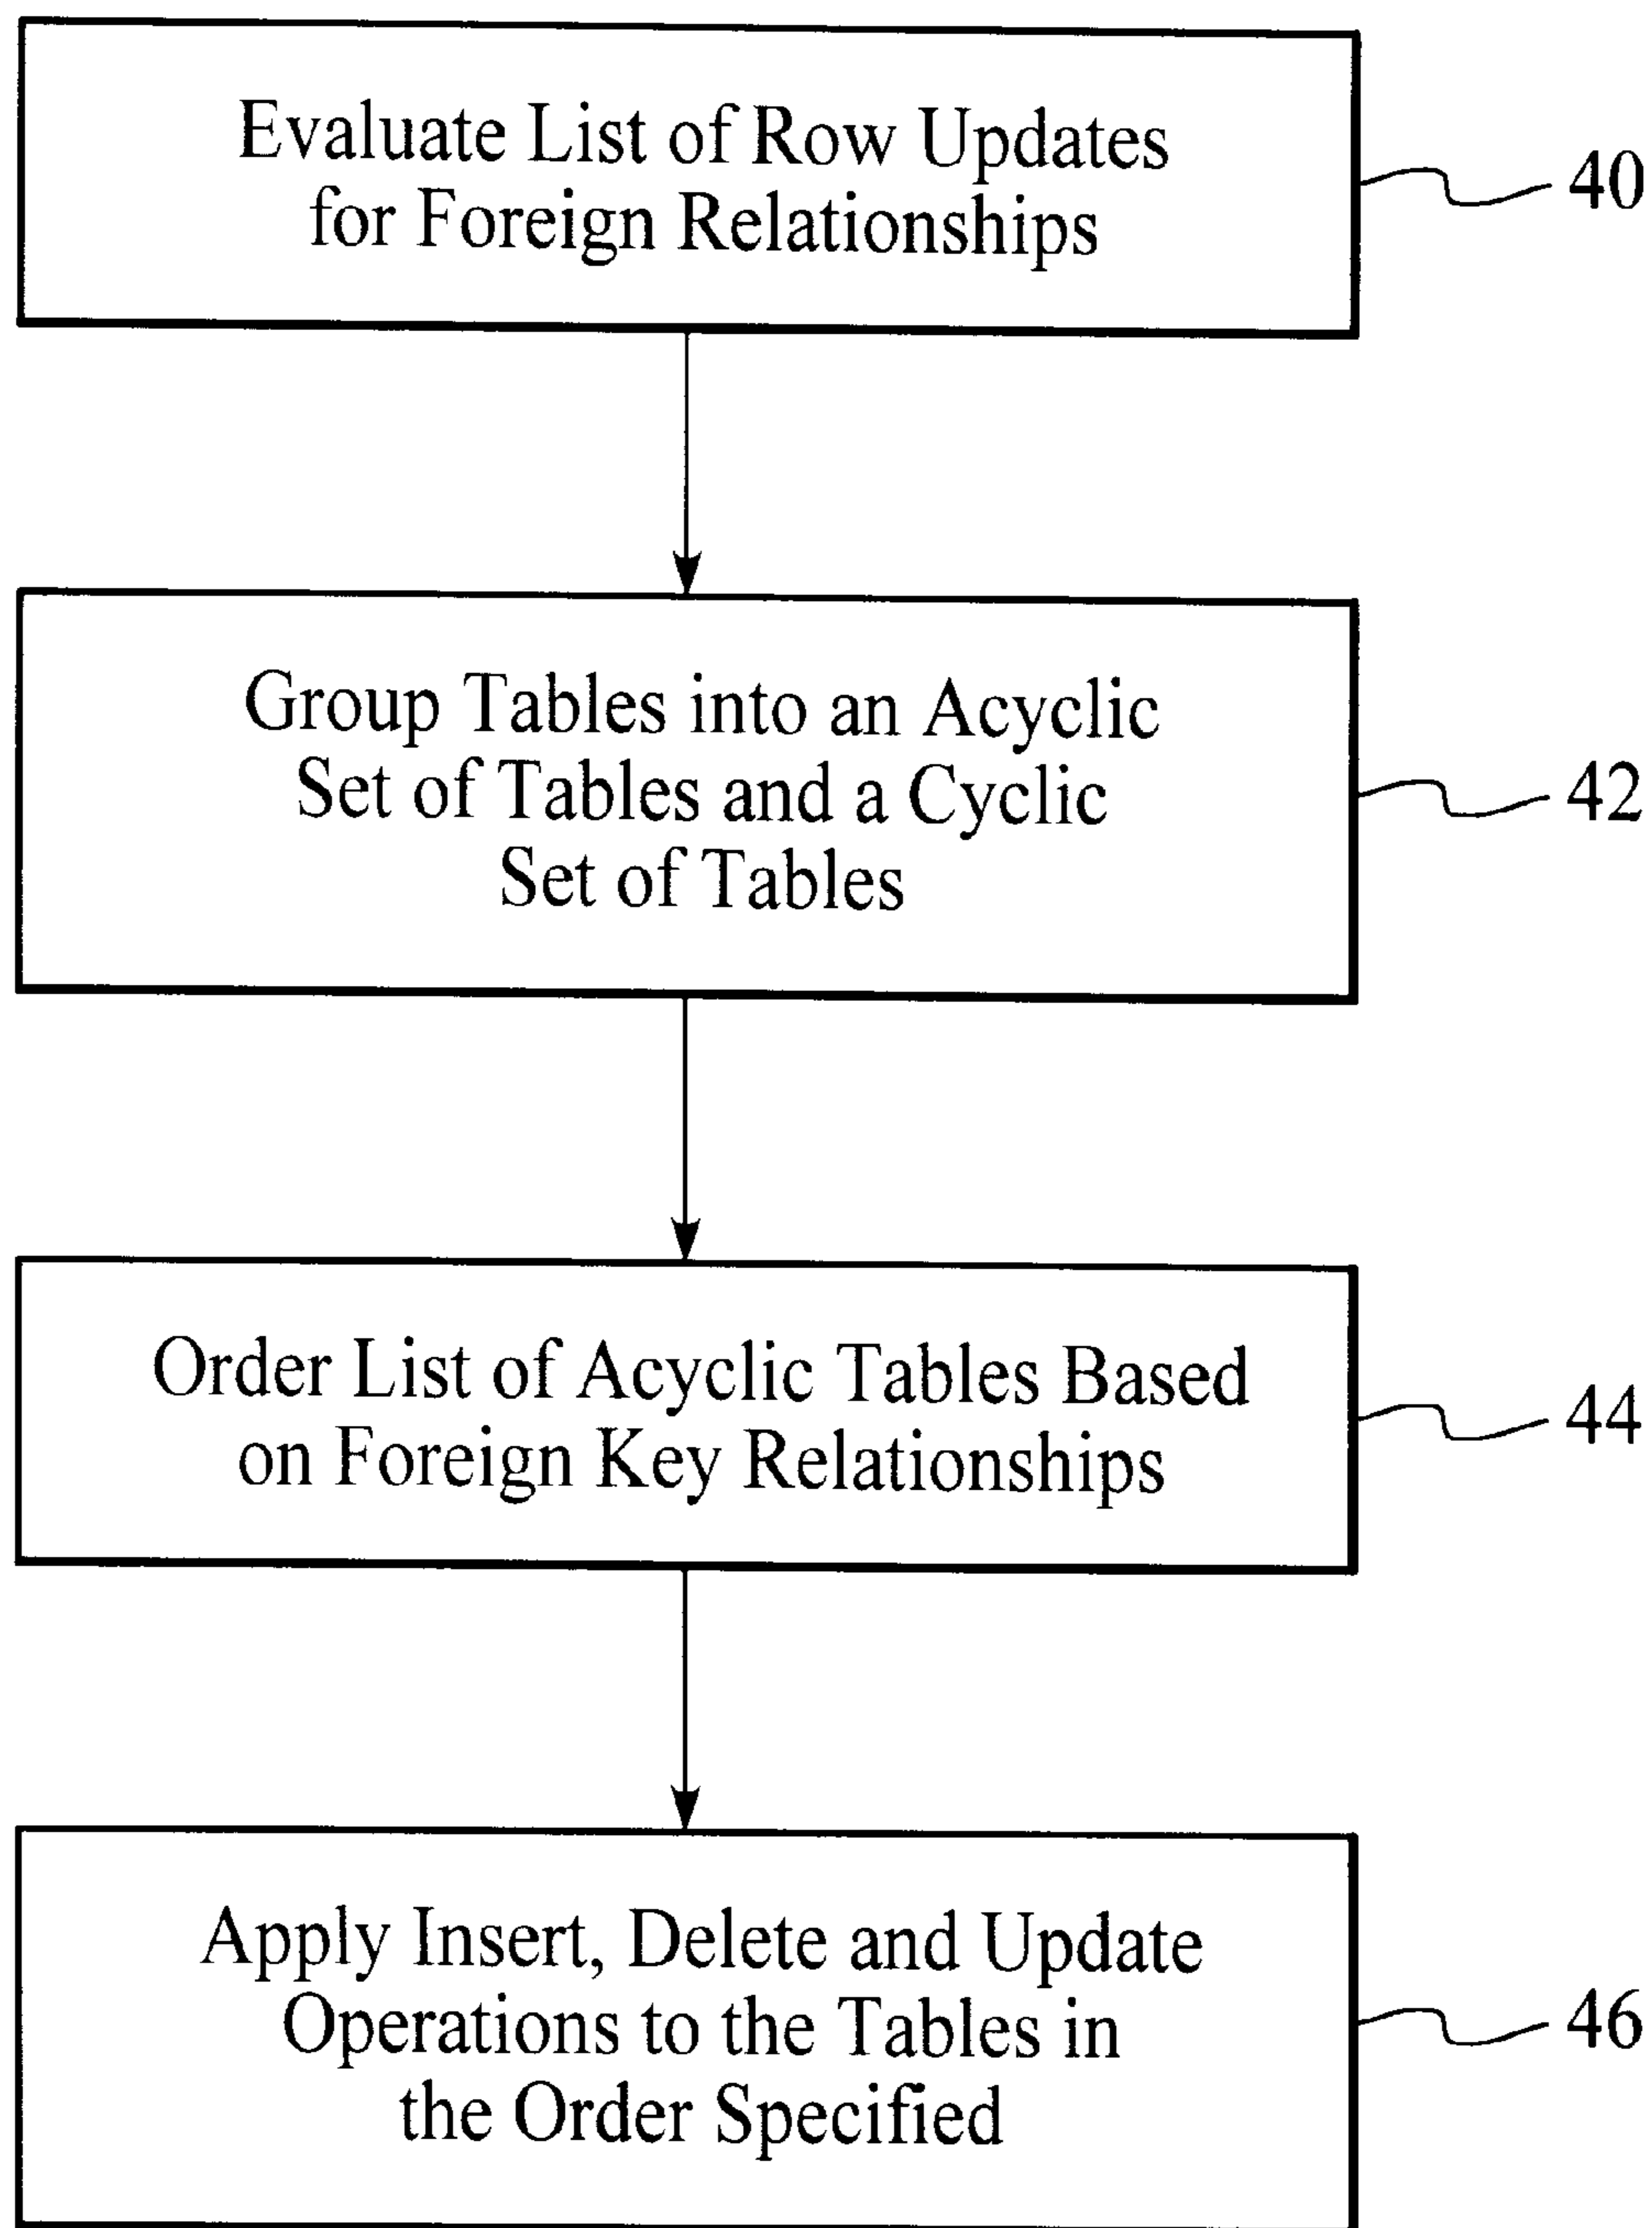 Evaluate List of Row Updates
for Foreign Relationships
40
Group Tables into an Acyclic
Set of Tables and a Cyclic
Set of Tables
42
Order List of Acyclic Tables Based
on Foreign Key Relationships
44
Apply Insert, Delete and Update
Operations to the Tables in
the Order Specified
46